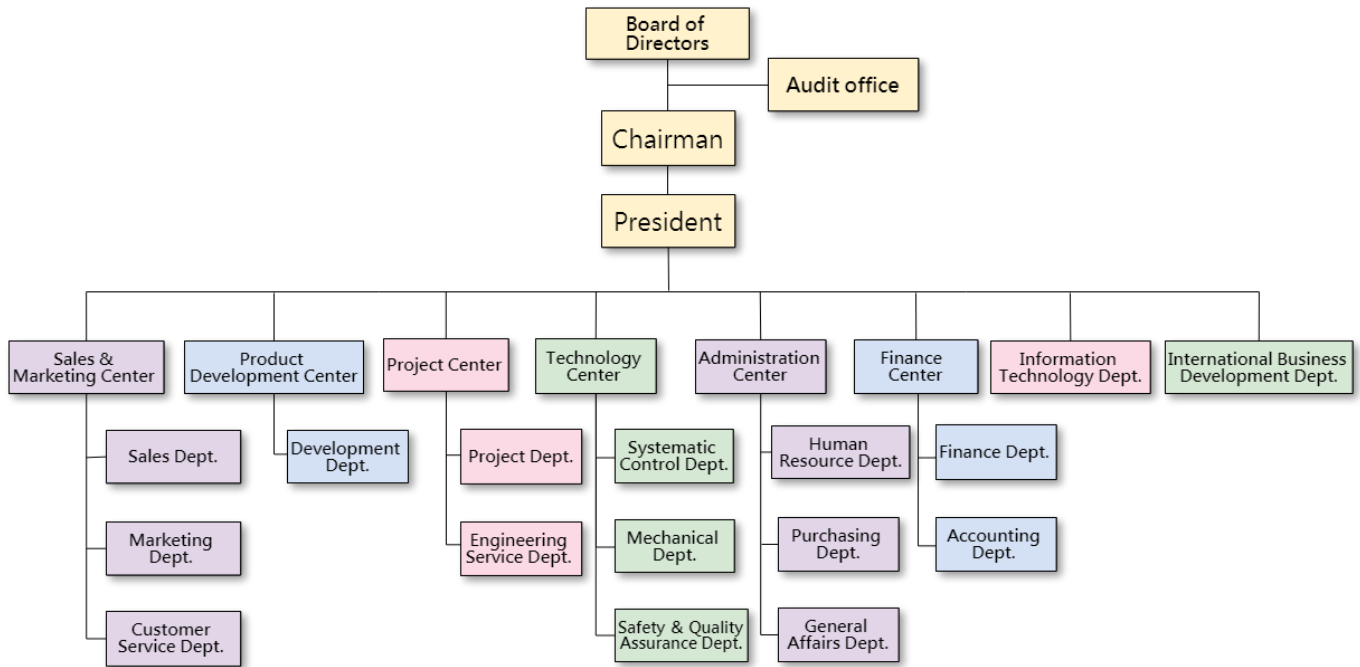 Board of
Directors
Audit office
Chairman
President
Sales &
Marketing Center
Product
Development Center
Project Center
Technology
Center
Administration
Center
Finance
Center
Information
Technology Dept.
International Business
Development Dept.
Sales Dept.
Development
Dept.
Project Dept.
Systematic
Control Dept.
Human
Resource Dept.
Finance Dept.
Marketing
Dept.
Engineering
Service Dept.
Mechanical
Dept.
Purchasing
Dept.
Accounting
Dept.
Customer
Service Dept.
Safety & Quality
Assurance Dept.
General
Affairs Dept.